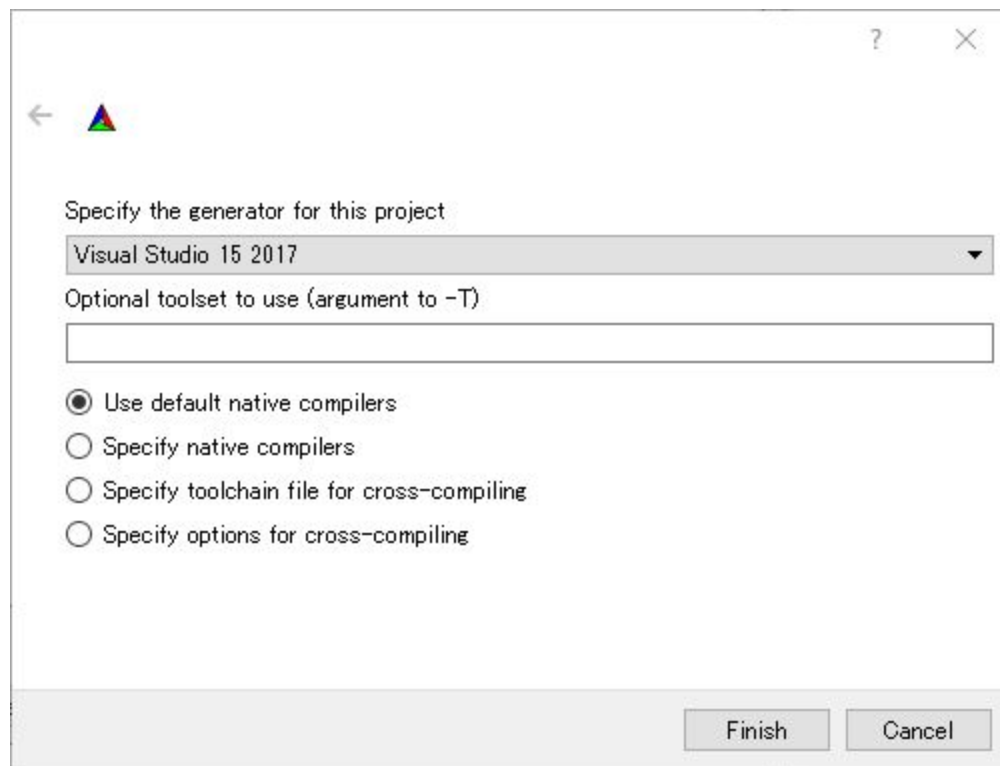 ?
Specify the generator for this project
Visual Studio 15 2017
Optional toolset to use (argument to -T)
Use default native compilers
Specify native compilers
Specify toolchain file for cross-compiling
Specify options for cross-compiling
Finish Cancel